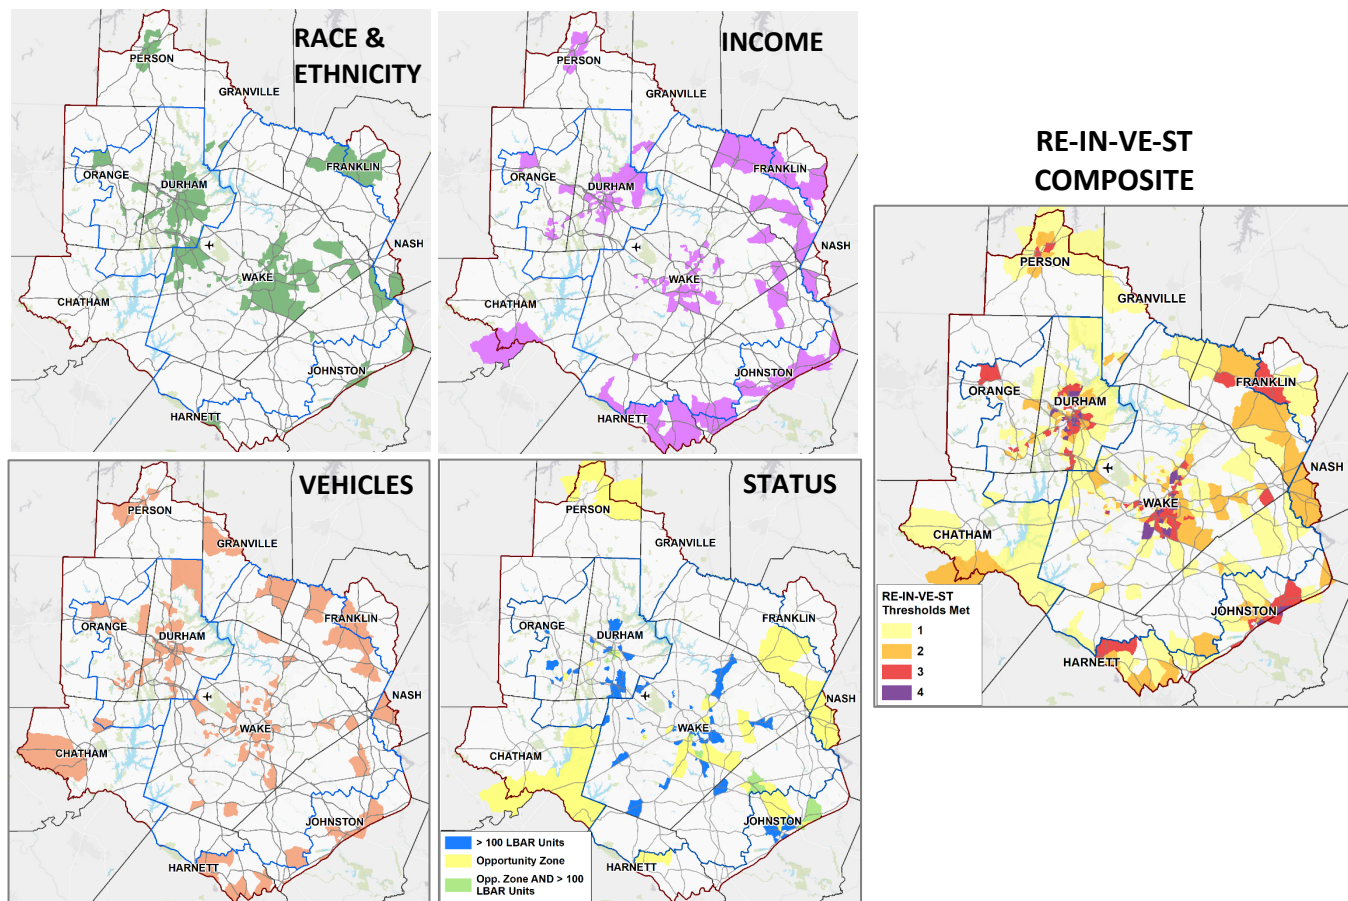 RACE &
ETHNICITY
PERSON
GRANVILLE
ORANGE
DURHAM
FRANKLIN
NASH
WAKE
CHATHAM
JOHNSTON
HARNETT
INCOME
PERSON
GRANVILLE
ORANGE
DURHAM
FRANKLIN
NASH
WAKE
CHATHAM
JOHNSTON
HARNETT
VEHICLES
PERSON
GRANVILLE
ORANGE
DURHAM
FRANKLIN
NASH
WAKE
CHATHAM
JOHNSTON
HARNETT
STATUS
PERSON
GRANVILLE
ORANGE
DURHAM
FRANKLIN
NASH
WAKE
CHATHAM
JOHNSTON
HARNETT
> 100 LBAR Units
Opportunity Zone
Opp. Zone AND > 100
LBAR Units
RE-IN-VE-ST
COMPOSITE
PERSON
GRANVILLE
ORANGE
DURHAM
FRANKLIN
NASH
WAKE
CHATHAM
JOHNSTON
HARNETT
RE-IN-VE-ST
Thresholds Met
1
2
3
4